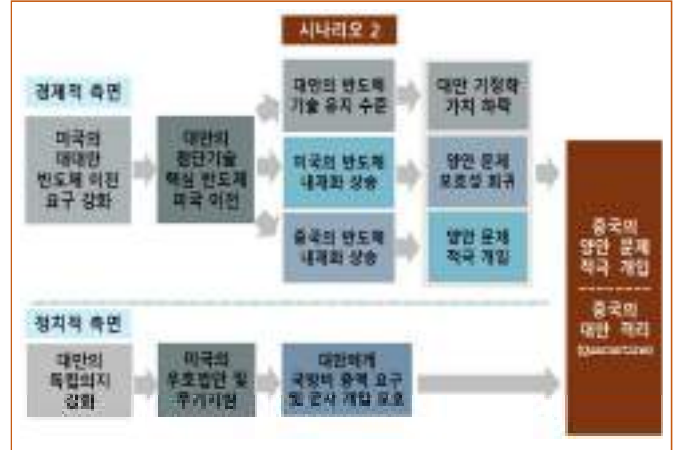 시나리오 2
경제적 측면
미국의
대대만
반도체 이전
요구 강화
대만의
첨단기술
핵심 반도체
미국 이전
대만의 반도체
기술 유지 수준
대만 기정학
가치 하락
미국의 반도체
내재화 상승
양안 문제
모호성 회귀
중국의 반도체
내재화 상승
양안 문제
적극 개입
중국의
양안 문제
적극 개입
중국의
대만 격리
(quarantine)
정치적 측면
대만의
독립의지
강화
미국의
우호법안 및
무기지원
대만에게
국방비 증액 요구
및 군사 개입 모호